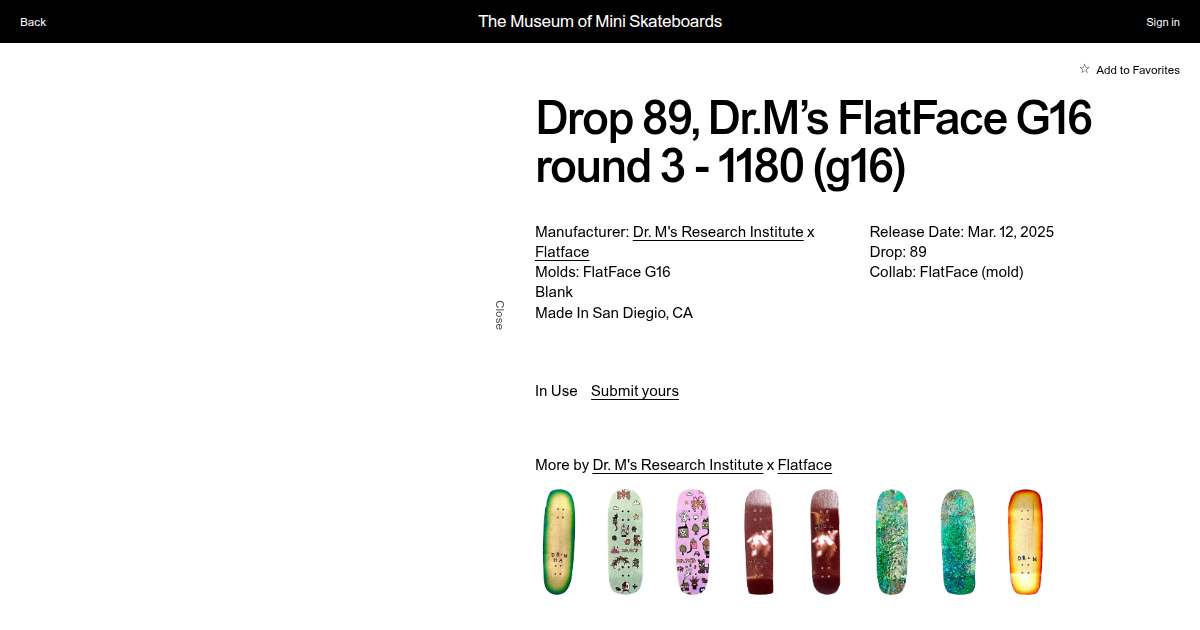 Back
The Museum of Mini Skateboards
Sign in
☆ Add to Favorites
Drop 89, Dr.M’s FlatFace G16
round 3 - 1180 (g16)
Manufacturer: Dr. M's Research Institute x
Flatface
Molds: FlatFace G16
Blank
Made In San Diegio, CA
Release Date: Mar. 12, 2025
Drop: 89
Collab: FlatFace (mold)
Close
In Use Submit yours
More by Dr. M's Research Institute x Flatface